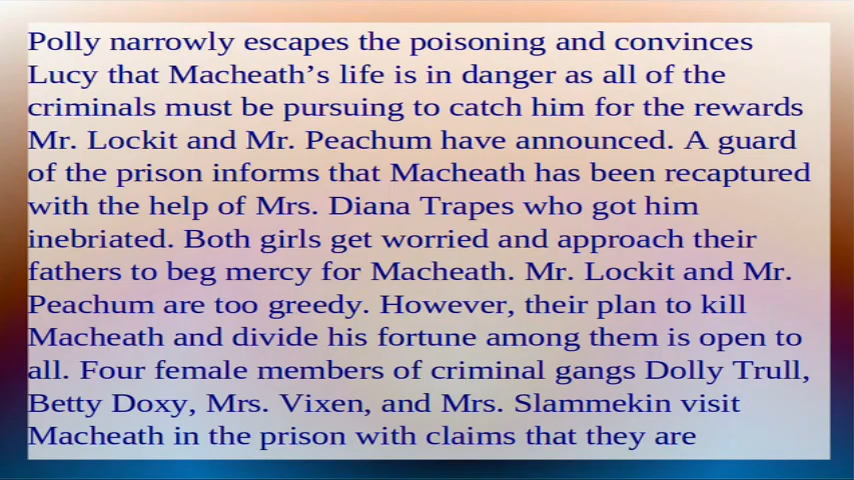 Polly narrowly escapes the poisoning and convinces
Lucy that Macheath’s life is in danger as all of the
criminals must be pursuing to catch him for the rewards
Mr. Lockit and Mr. Peachum have announced. A guard
of the prison informs that Macheath has been recaptured
with the help of Mrs. Diana Trapes who got him
inebriated. Both girls get worried and approach their
fathers to beg mercy for Macheath. Mr. Lockit and Mr.
Peachum are too greedy. However, their plan to kill
Macheath and divide his fortune among them is open to
all. Four female members of criminal gangs Dolly Trull,
Betty Doxy, Mrs. Vixen, and Mrs. Slammekin visit
Macheath in the prison with claims that they are